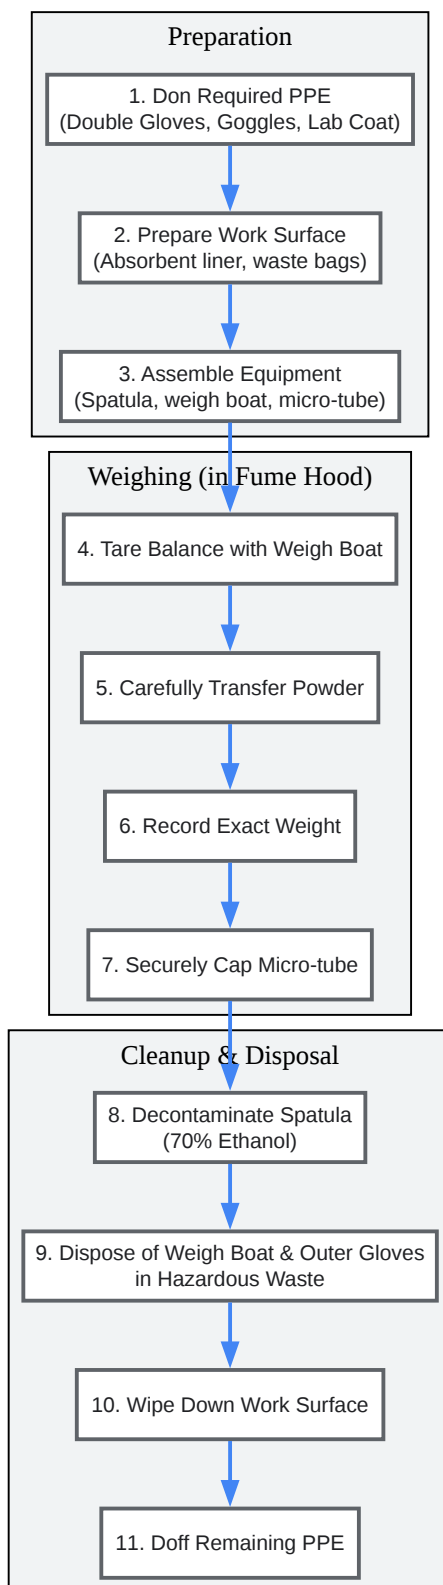 Preparation
1. Don Required PPE
(Double Gloves, Goggles, Lab Coat)
2. Prepare Work Surface
(Absorbent liner, waste bags)
3. Assemble Equipment
(Spatula, weigh boat, micro-tube)
Weighing (in Fume Hood)
4. Tare Balance with Weigh Boat
5. Carefully Transfer Powder
6. Record Exact Weight
7. Securely Cap Micro-tube
Cleanup & Disposal
8. Decontaminate Spatula
(70% Ethanol)
9. Dispose of Weigh Boat & Outer Gloves
in Hazardous Waste
10. Wipe Down Work Surface
11. Doff Remaining PPE